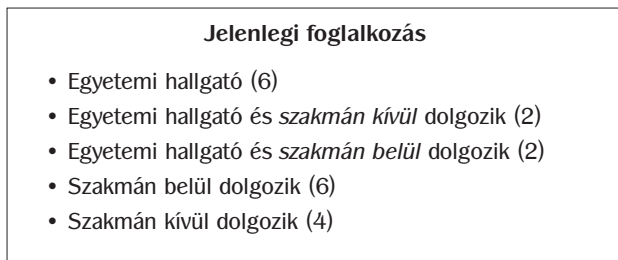 Jelenlegi foglalkozás
• Egyetemi hallgató (6)
• Egyetemi hallgató és szakmán kívül dolgozik (2)
• Egyetemi hallgató és szakmán belül dolgozik (2)
• Szakmán belül dolgozik (6)
• Szakmán kívül dolgozik (4)